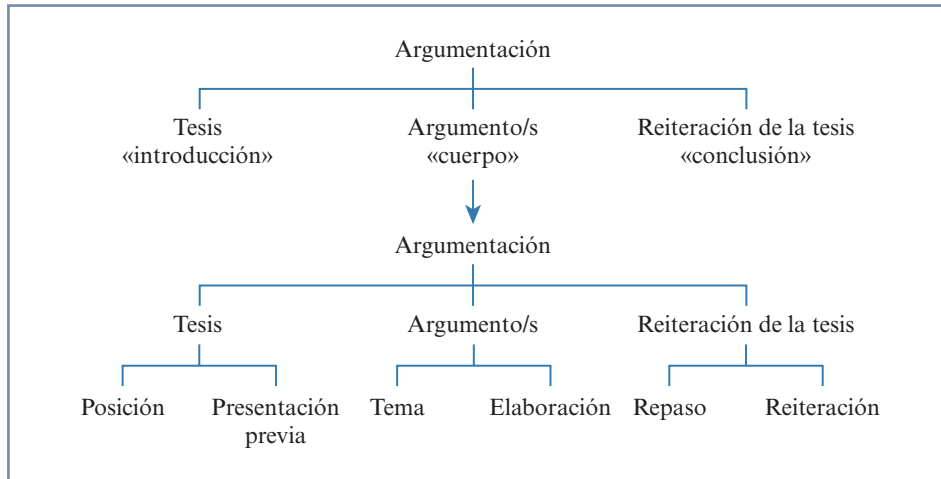 Argumentación
Tesis
«introducción»
Argumento/s
«cuerpo»
Reiteración de la tesis
«conclusión»
Argumentación
Tesis
Argumento/s
Reiteración de la tesis
Posición
Presentación
previa
Tema
Elaboración
Repaso
Reiteración